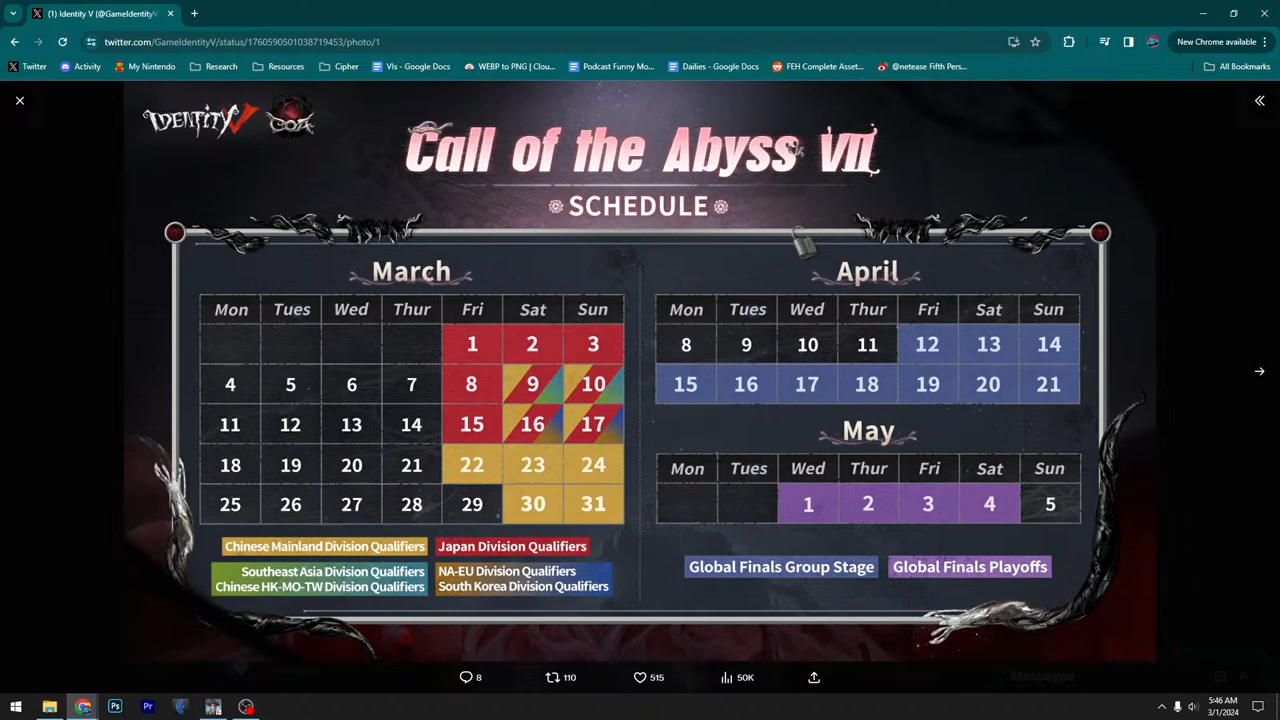 (1) Identity V (@GameIdentityV
twitter.com/GameIdentityV/status/1760590501038719453/photo/1
New Chrome available
Twitter
Activity
My Nintendo
Research
Resources
Cipher
VIs - Google Docs
WEBP to PNG | Clou...
Podcast Funny Mo...
Dailies - Google Docs
FEH Complete Asset...
@netease Fifth Pers...
All Bookmarks
IDENTITY V
COA
Call of the Abyss VII
SCHEDULE
March
Mon Tues Wed Thur Fri Sat Sun
1 2 3
4 5 6 7 8 9 10
11 12 13 14 15 16 17
18 19 20 21 22 23 24
25 26 27 28 29 30 31
Chinese Mainland Division Qualifiers
Japan Division Qualifiers
Southeast Asia Division Qualifiers
Chinese HK-MO-TW Division Qualifiers
NA-EU Division Qualifiers
South Korea Division Qualifiers
April
Mon Tues Wed Thur Fri Sat Sun
8 9 10 11 12 13 14
15 16 17 18 19 20 21
May
Mon Tues Wed Thur Fri Sat Sun
1 2 3 4 5
Global Finals Group Stage
Global Finals Playoffs
8
110
515
50K
Messages
5:46 AM
3/1/2024